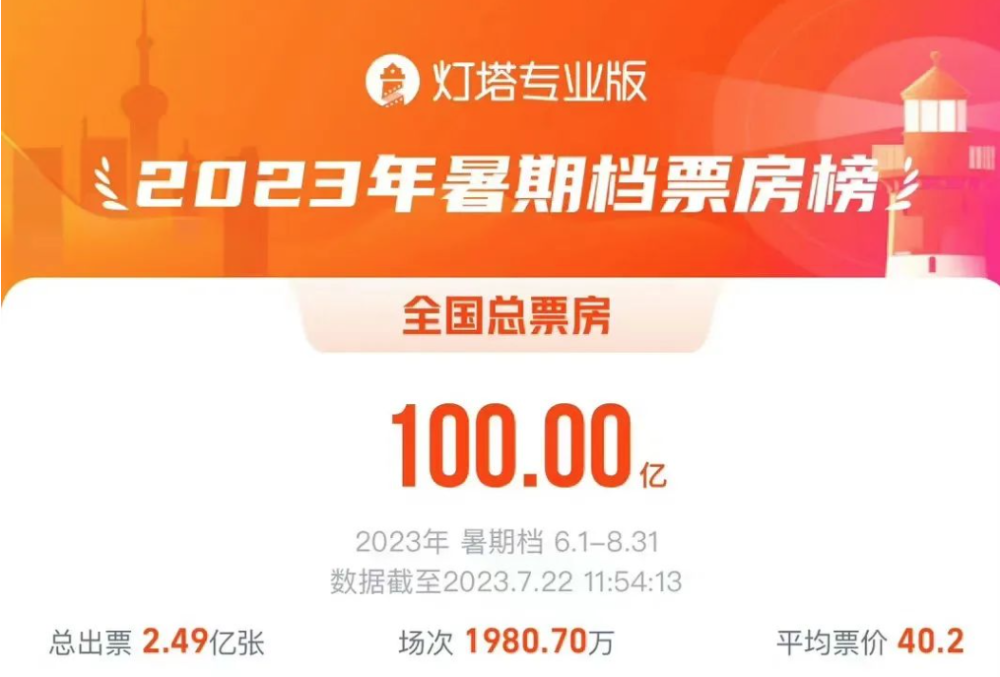 灯塔专业版
2023年暑期档票房榜
全国总票房
100.00亿
2023年 暑期档 6.1-8.31
数据截至2023.7.22 11:54:13
总出票 2.49亿张 场次 1980.70万 平均票价 40.2